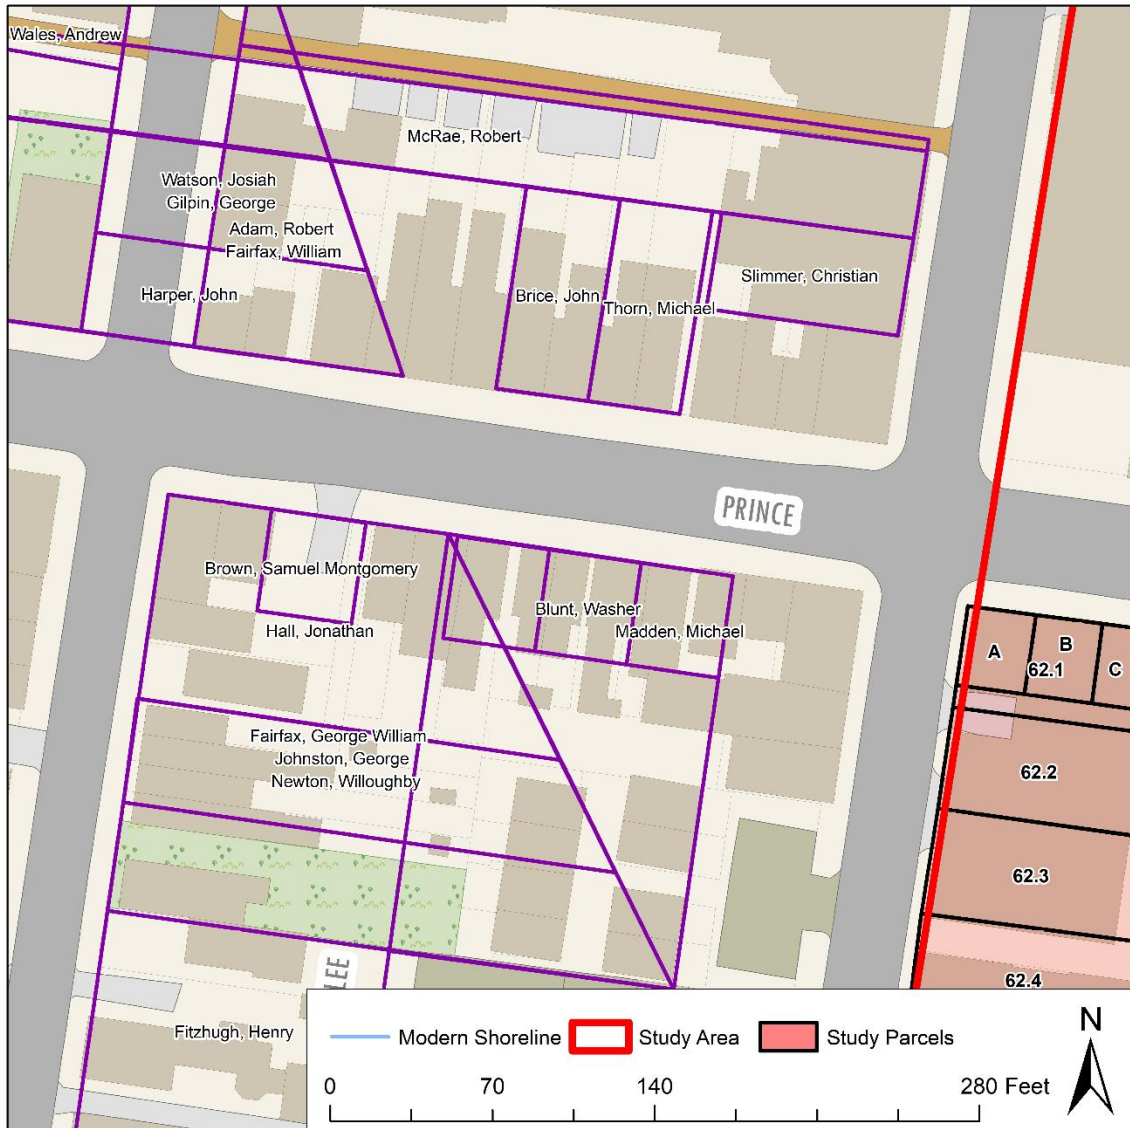 Wales, Andrew
McRae, Robert
Watson, Josiah
Gilpin, George
Adam, Robert
Fairfax, William
Harper, John
Brice, John
Thorn, Michael
Slimmer, Christian
PRINCE
Brown, Samuel Montgomery
Hall, Jonathan
Blunt, Washer
Madden, Michael
A
B
C
62.1
Fairfax, George William
Johnston, George
Newton, Willoughby
62.2
62.3
62.4
LEE
Fitzhugh, Henry
N
Modern Shoreline
Study Area
Study Parcels
0 70 140 280 Feet